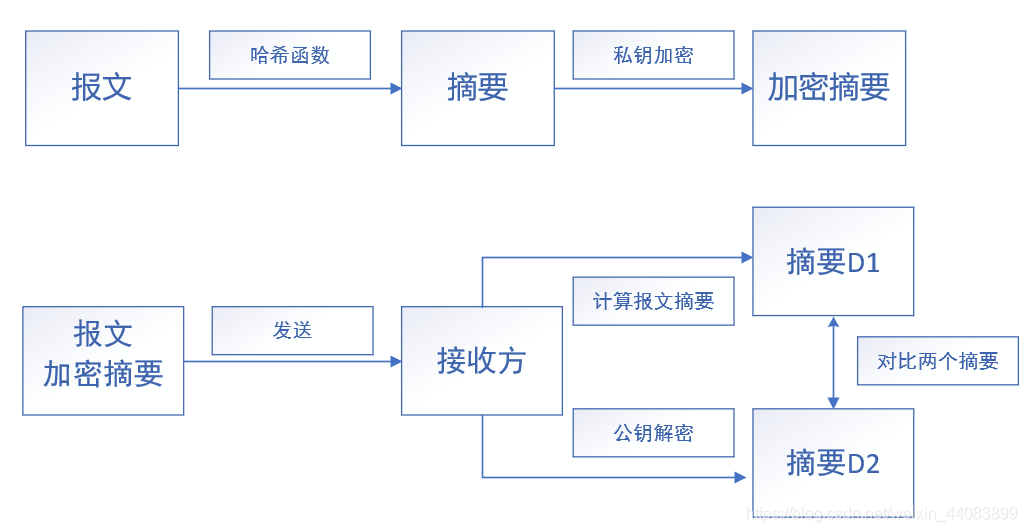 报文
哈希函数
摘要
私钥加密
加密摘要
报文
加密摘要
发送
接收方
计算报文摘要
公钥解密
摘要D1
对比两个摘要
摘要D2
https://blog.csdn.net/weixin_44083899